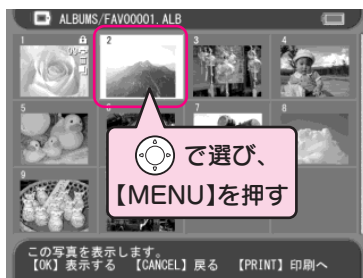 ALBUMS/FAV00001.ALB
1
2
3
4
5
6
7
8
で選び、
【MENU】を押す
9
この写真を表示します。
【OK】表示する 【CANCEL】戻る 【PRINT】印刷へ